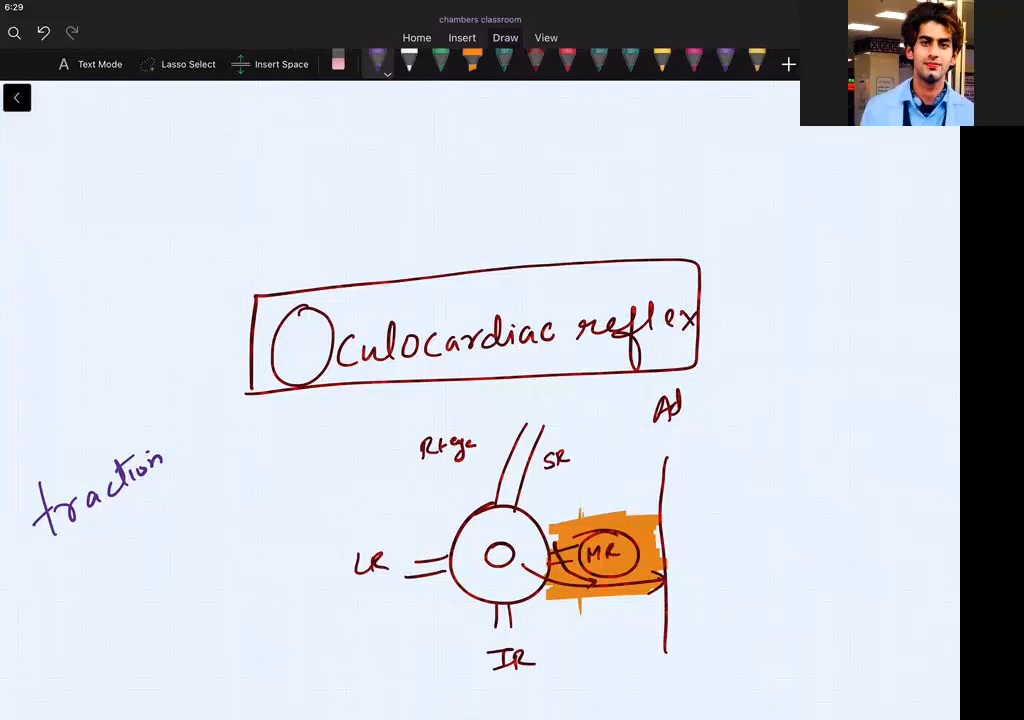 6:29
chambers classroom
Home Insert Draw View
Text Mode Lasso Select Insert Space
Oculocardiac reflex
Ad
Rt eye
SR
traction
LR
MR
IR